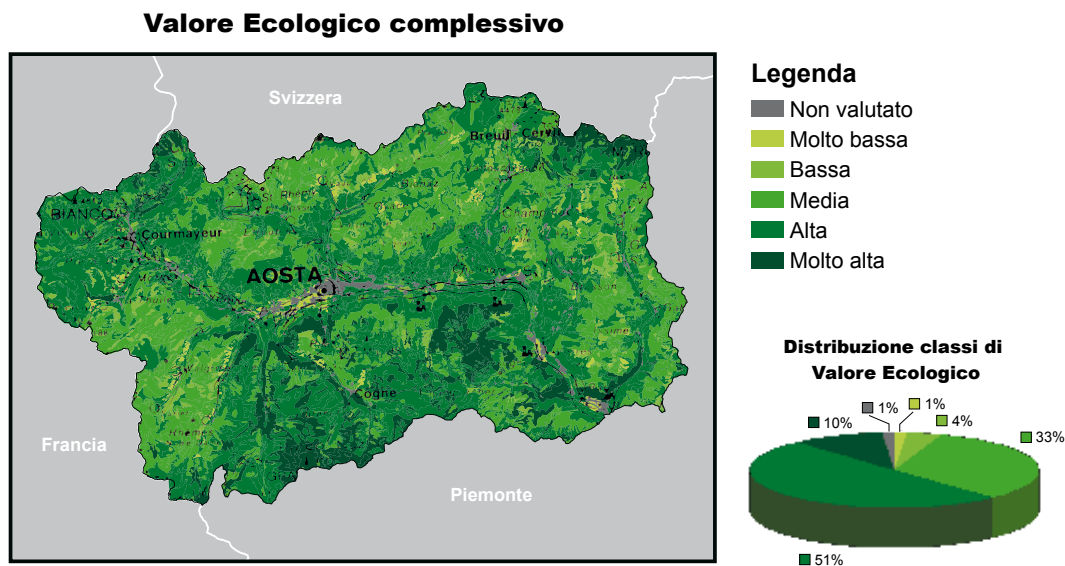 Valore Ecologico complessivo
Svizzera
Breuil Cervin
BIANCO
Courmayeur
AOSTA
Cogne
Francia
Piemonte
Legenda
Non valutato
Molto bassa
Bassa
Media
Alta
Molto alta
Distribuzione classi di
Valore Ecologico
1%
1%
10%
4%
33%
51%